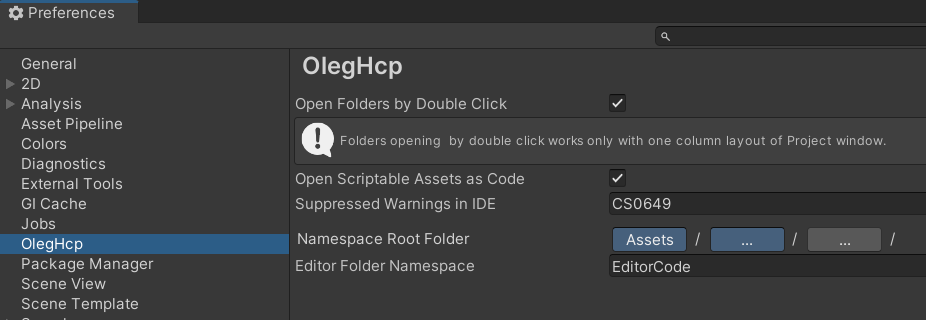 Preferences
General
2D
Analysis
Asset Pipeline
Colors
Diagnostics
External Tools
GI Cache
Jobs
OlegHcp
Package Manager
Scene View
Scene Template
OlegHcp
Open Folders by Double Click
Folders opening  by double click works only with one column layout of Project window.
Open Scriptable Assets as Code
Suppressed Warnings in IDE CS0649
Namespace Root Folder Assets / ... / ... /
Editor Folder Namespace EditorCode